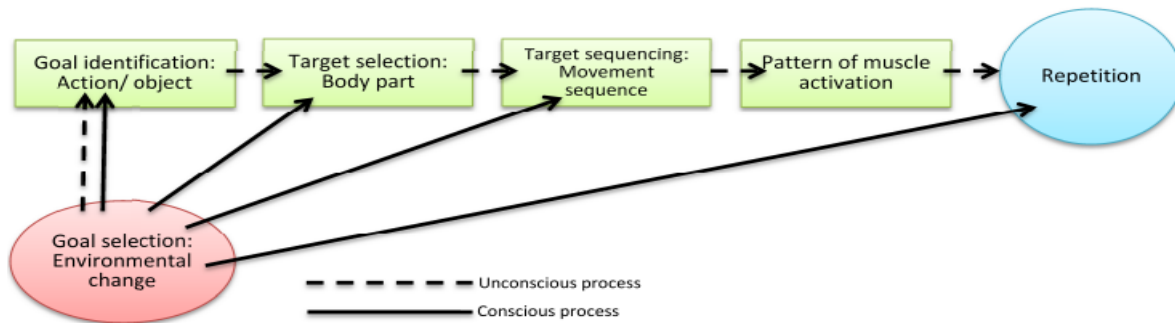 Goal identification:
Action/ object
Target selection:
Body part
Target sequencing:
Movement
sequence
Pattern of muscle
activation
Repetition
Goal selection:
Environmental
change
Unconscious process
Conscious process